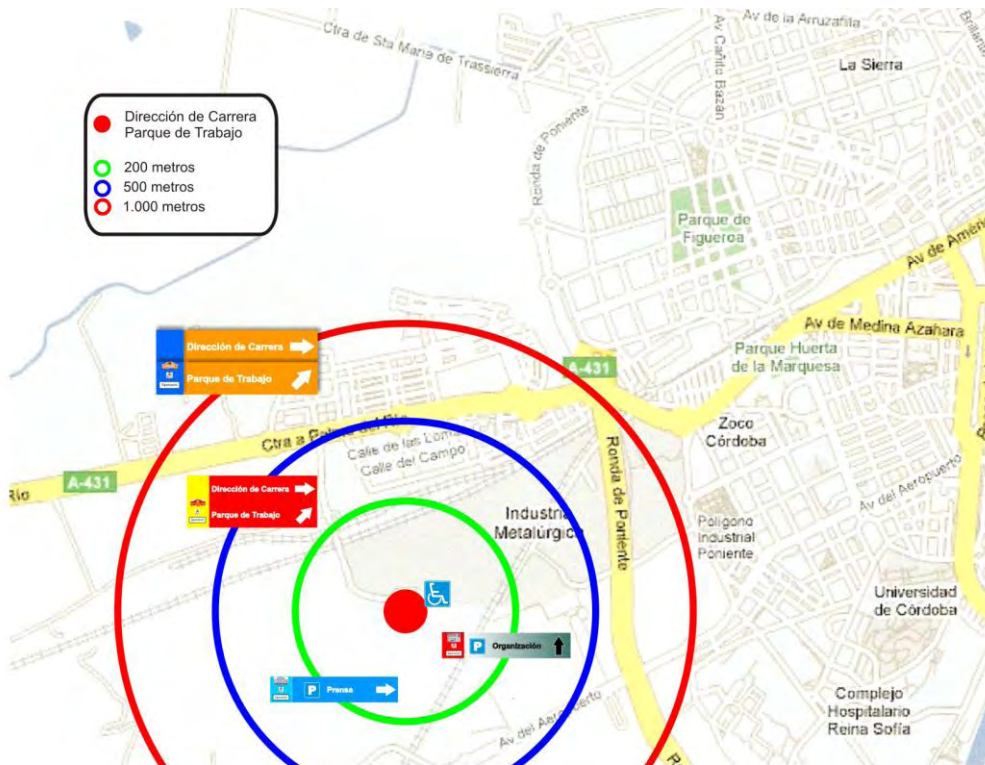 Ctra de Sta María de Trassierra
Av de la Arruzafila
Av Cañito Bazán
La Sierra
Dirección de Carrera
Parque de Trabajo
200 metros
500 metros
1.000 metros
Ronda de Poniente
Parque de
Figueroa
Av de Améri
Av de Medina Azahara
Parque Huerta
de la Marquesa
Dirección de Carrera
Parque de Trabajo
A-431
Ctra a Palma del Río
Calle de las Lomas
Calle del Campo
Zoco
Córdoba
Río
A-431
Dirección de Carrera
Parque de Trabajo
Ronda de Poniente
Av del Aeropuerto
Industria
Metalúrgica
Polígono
Industrial
Poniente
Universidad
de Córdoba
P Organización
P Prensa
Av del Aeropuerto
Complejo
Hospitalario
Reina Sofía